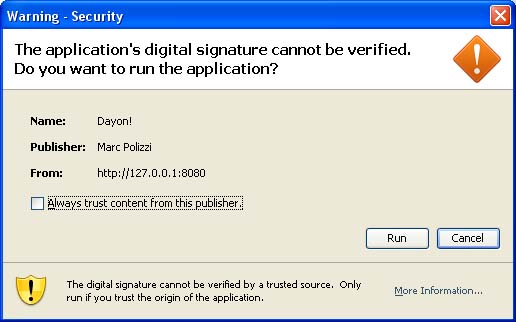 Warning - Security
The application's digital signature cannot be verified.
Do you want to run the application?
Name: Dayon!
Publisher: Marc Polizzi
From: http://127.0.0.1:8080
Always trust content from this publisher.
Run Cancel
The digital signature cannot be verified by a trusted source. Only
run if you trust the origin of the application.
More Information...